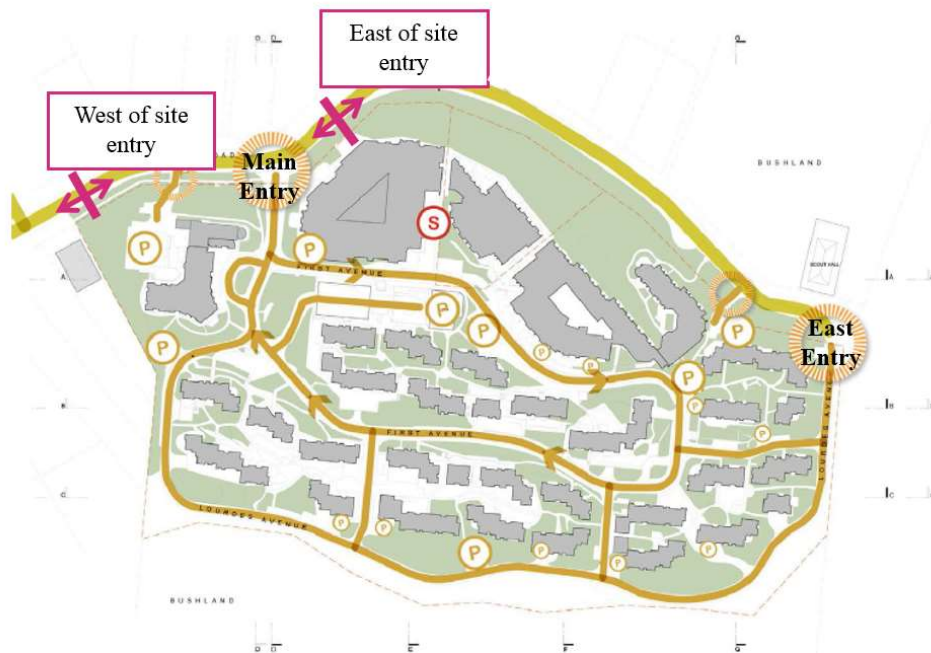 East of site
entry
West of site
entry
Main
Entry
BUSHLAND
S
P
P
FIRST AVENUE
SCOUT HALL
A
A
P
P
P
P
East
Entry
P
P
P
P
B
B
FIRST AVENUE
P
LOURDES AVENUE
C
C
LOURDES AVENUE
P
P
P
P
P
P
P
BUSHLAND
D
E
F
G